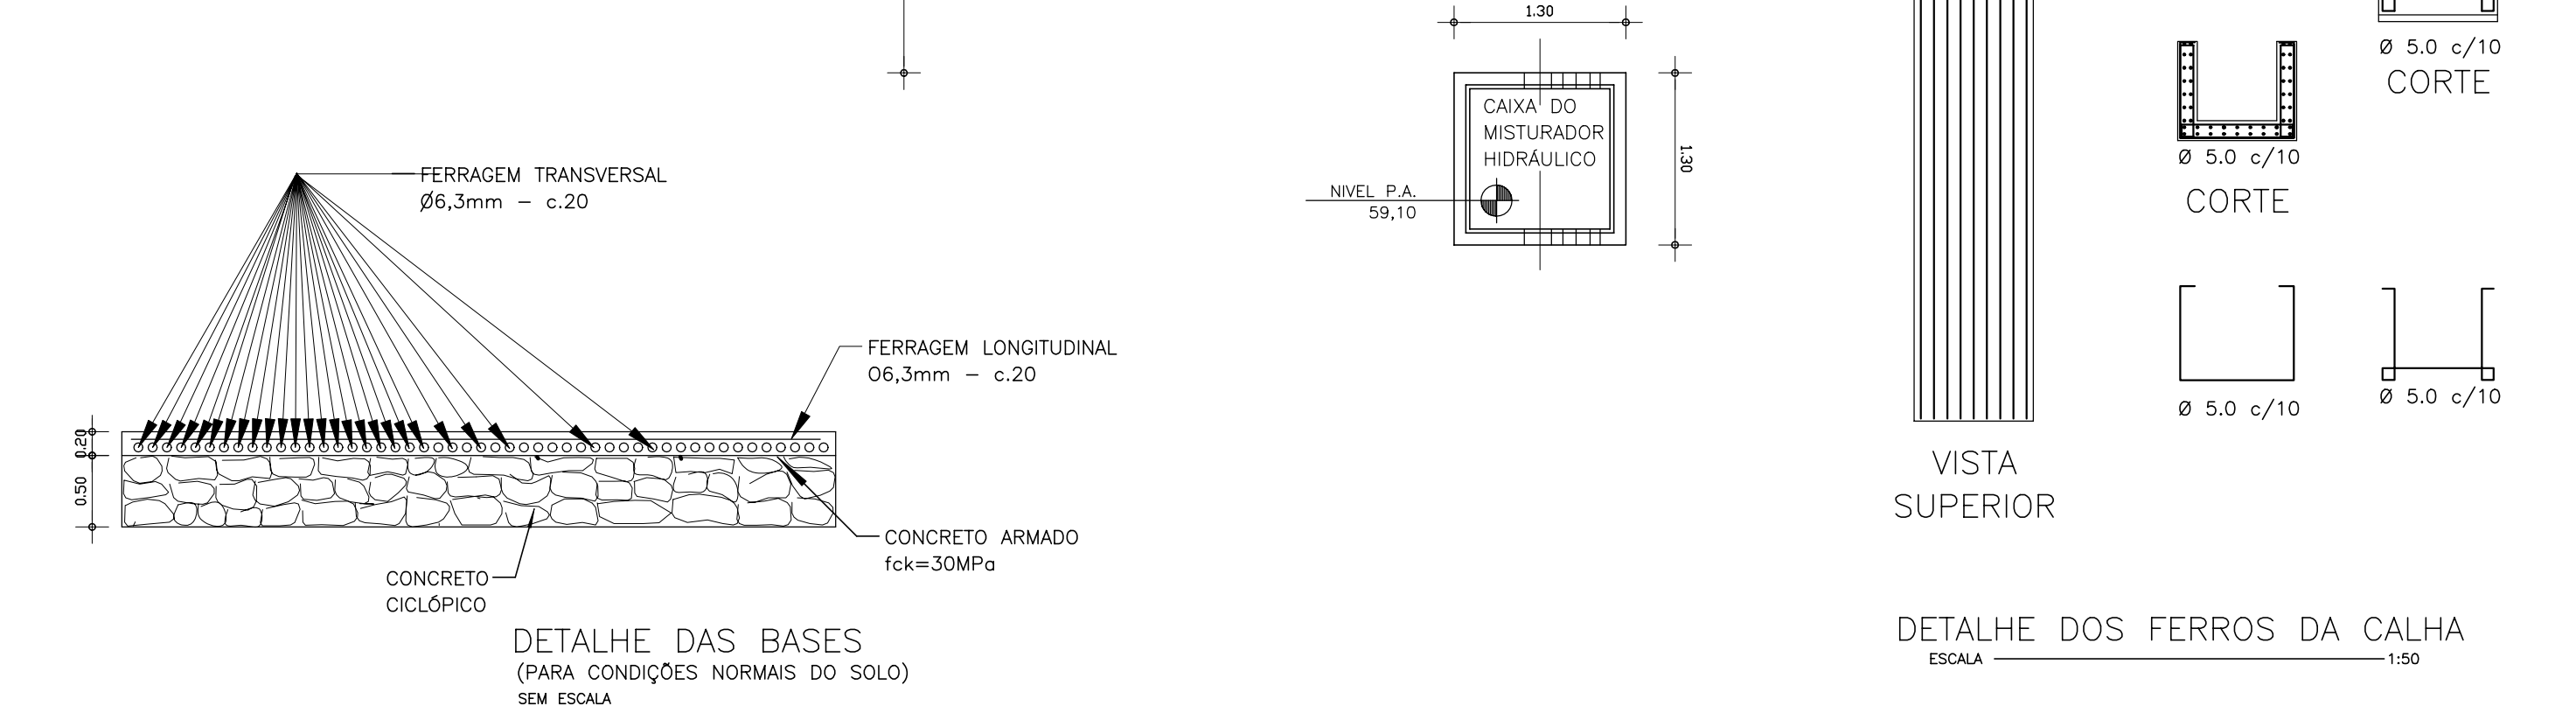 FERRAGEM TRANSVERSAL
Ø6,3mm - c.20
FERRAGEM LONGITUDINAL
O6,3mm - c.20
0.20
0.50
CONCRETO ARMADO
fck=30MPa
CONCRETO
CICLÓPICO
DETALHE DAS BASES
(PARA CONDIÇÕES NORMAIS DO SOLO)
SEM ESCALA
1.30
CAIXA DO
MISTURADOR
HIDRÁULICO
1.30
NIVEL P.A.
59,10
Ø 5.0 c/10
CORTE
Ø 5.0 c/10
CORTE
Ø 5.0 c/10
Ø 5.0 c/10
VISTA
SUPERIOR
DETALHE DOS FERROS DA CALHA
ESCALA 1:50